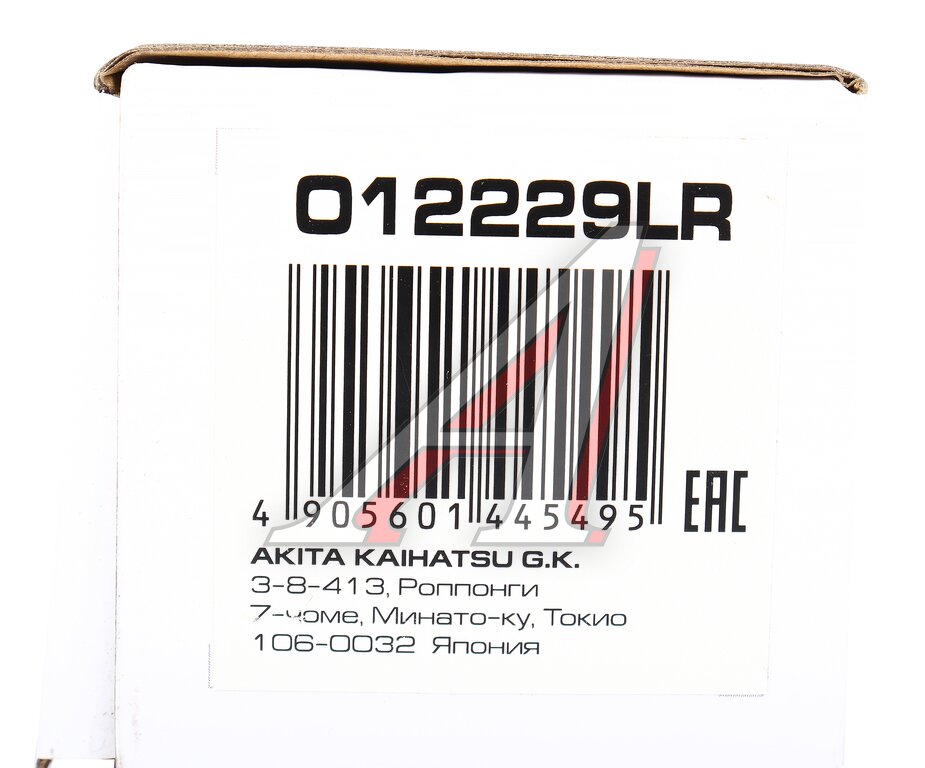 012229LR
4 905601 445495
EAC
AKITA KAIHATSU G.K.
3-8-413, Роппонги
7-чоме, Минато-ку, Токио
106-0032 Япония